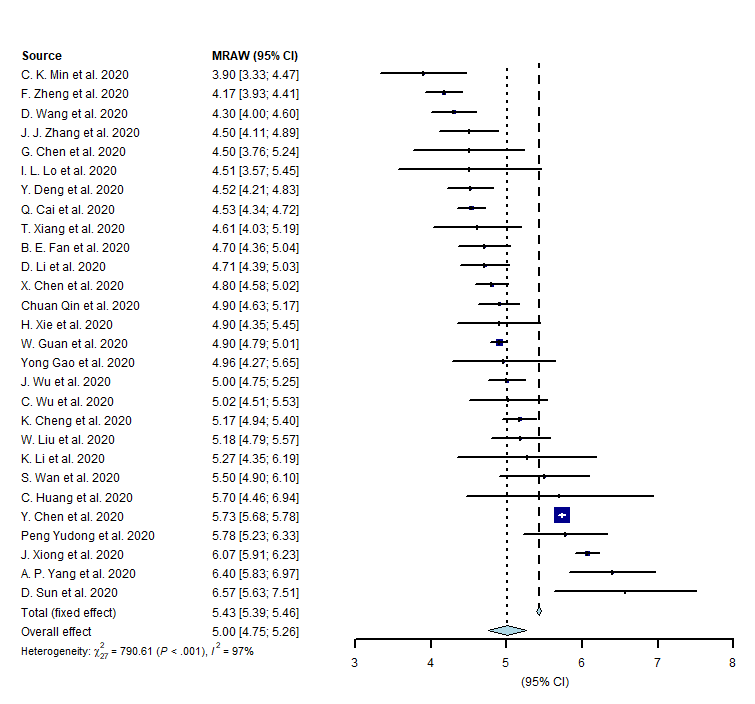 Source MRAW (95% CI)
C. K. Min et al. 2020 3.90 [3.33; 4.47]
F. Zheng et al. 2020 4.17 [3.93; 4.41]
D. Wang et al. 2020 4.30 [4.00; 4.60]
J. J. Zhang et al. 2020 4.50 [4.11; 4.89]
G. Chen et al. 2020 4.50 [3.76; 5.24]
I. L. Lo et al. 2020 4.51 [3.57; 5.45]
Y. Deng et al. 2020 4.52 [4.21; 4.83]
Q. Cai et al. 2020 4.53 [4.34; 4.72]
T. Xiang et al. 2020 4.61 [4.03; 5.19]
B. E. Fan et al. 2020 4.70 [4.36; 5.04]
D. Li et al. 2020 4.71 [4.39; 5.03]
X. Chen et al. 2020 4.80 [4.58; 5.02]
Chuan Qin et al. 2020 4.90 [4.63; 5.17]
H. Xie et al. 2020 4.90 [4.35; 5.45]
W. Guan et al. 2020 4.90 [4.79; 5.01]
Yong Gao et al. 2020 4.96 [4.27; 5.65]
J. Wu et al. 2020 5.00 [4.75; 5.25]
C. Wu et al. 2020 5.02 [4.51; 5.53]
K. Cheng et al. 2020 5.17 [4.94; 5.40]
W. Liu et al. 2020 5.18 [4.79; 5.57]
K. Li et al. 2020 5.27 [4.35; 6.19]
S. Wan et al. 2020 5.50 [4.90; 6.10]
C. Huang et al. 2020 5.70 [4.46; 6.94]
Y. Chen et al. 2020 5.73 [5.68; 5.78]
Peng Yudong et al. 2020 5.78 [5.23; 6.33]
J. Xiong et al. 2020 6.07 [5.91; 6.23]
A. P. Yang et al. 2020 6.40 [5.83; 6.97]
D. Sun et al. 2020 6.57 [5.63; 7.51]
Total (fixed effect) 5.43 [5.39; 5.46]
Overall effect 5.00 [4.75; 5.26]
Heterogeneity: χ²₂₇ = 790.61 (P < .001), I² = 97%
3 4 5 6 7 8
(95% CI)